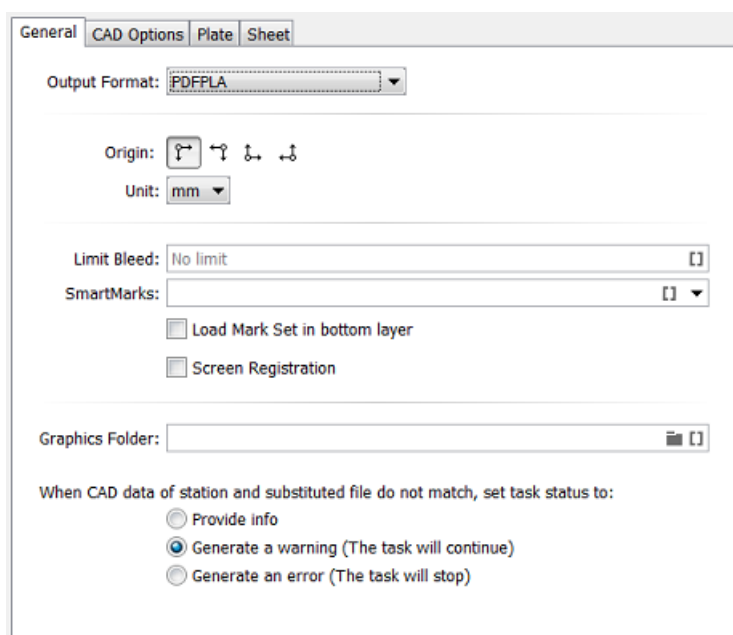 General CAD Options Plate Sheet
Output Format: PDFPLA
Origin:
Unit: mm
Limit Bleed: No limit
SmartMarks:
Load Mark Set in bottom layer
Screen Registration
Graphics Folder:
When CAD data of station and substituted file do not match, set task status to:
Provide info
Generate a warning (The task will continue)
Generate an error (The task will stop)